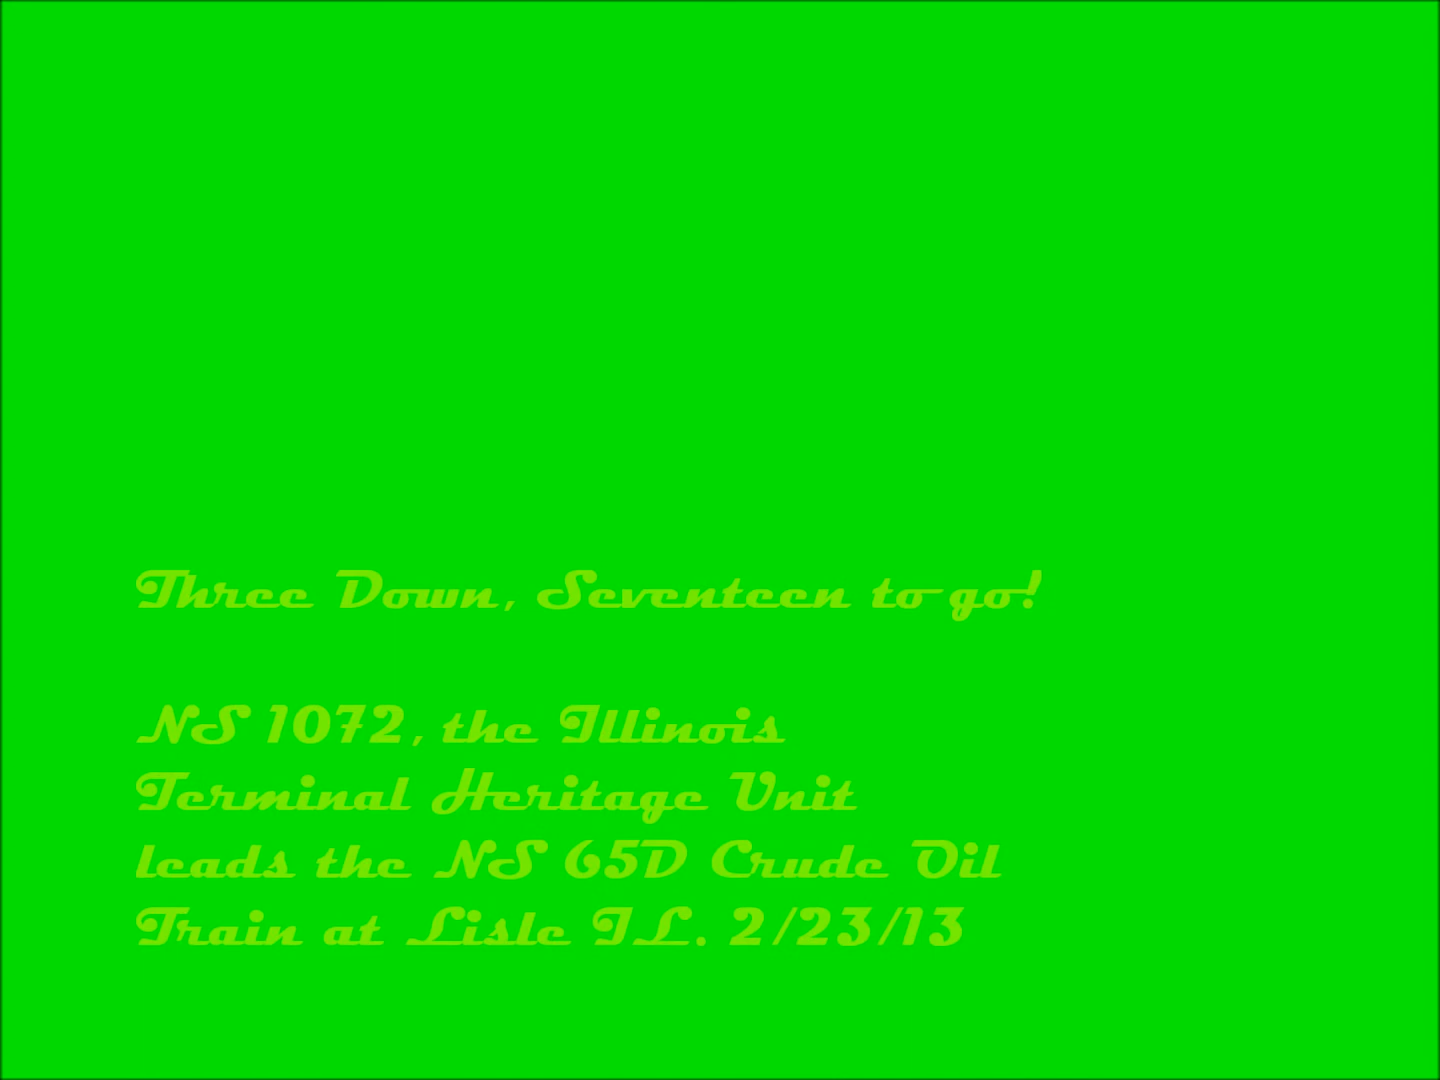 Three Down, Seventeen to go!
NS 1072, the Illinois
Terminal Heritage Unit
leads the NS 65D Crude Oil
Train at Lisle IL. 2/23/13